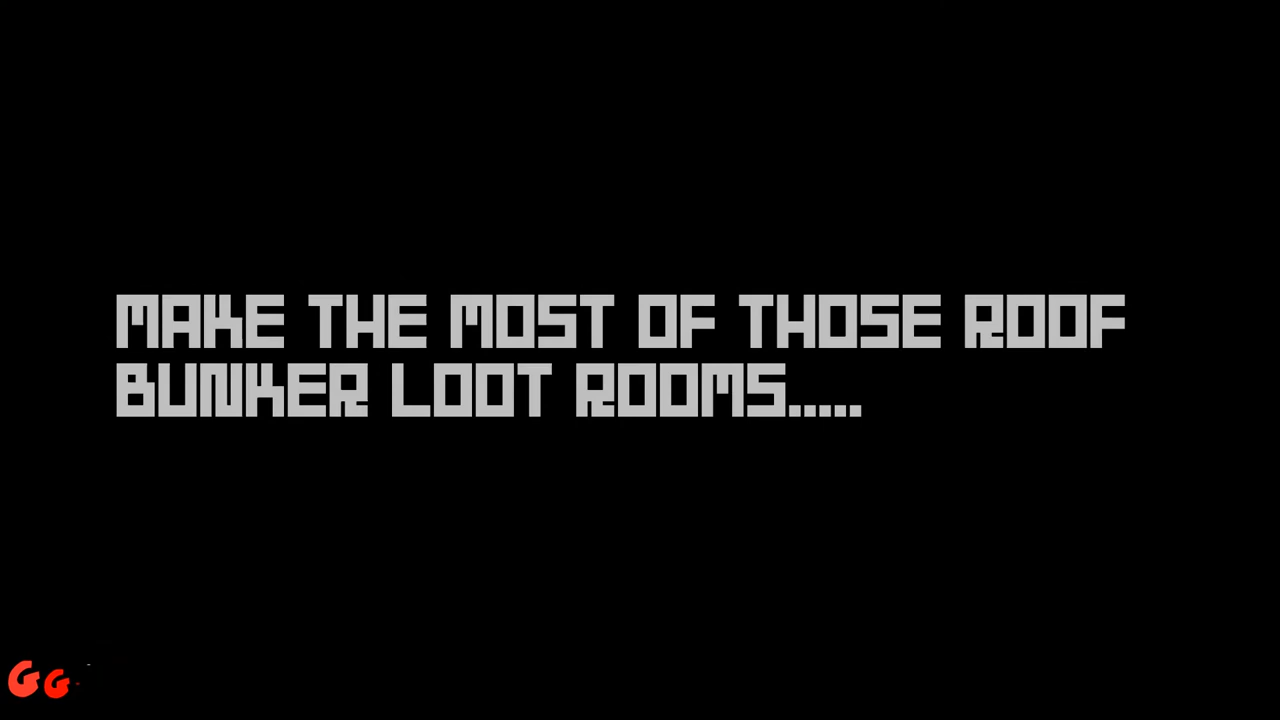 MAKE THE MOST OF THOSE ROOF
BUNKER LOOT ROOMS.....
GG